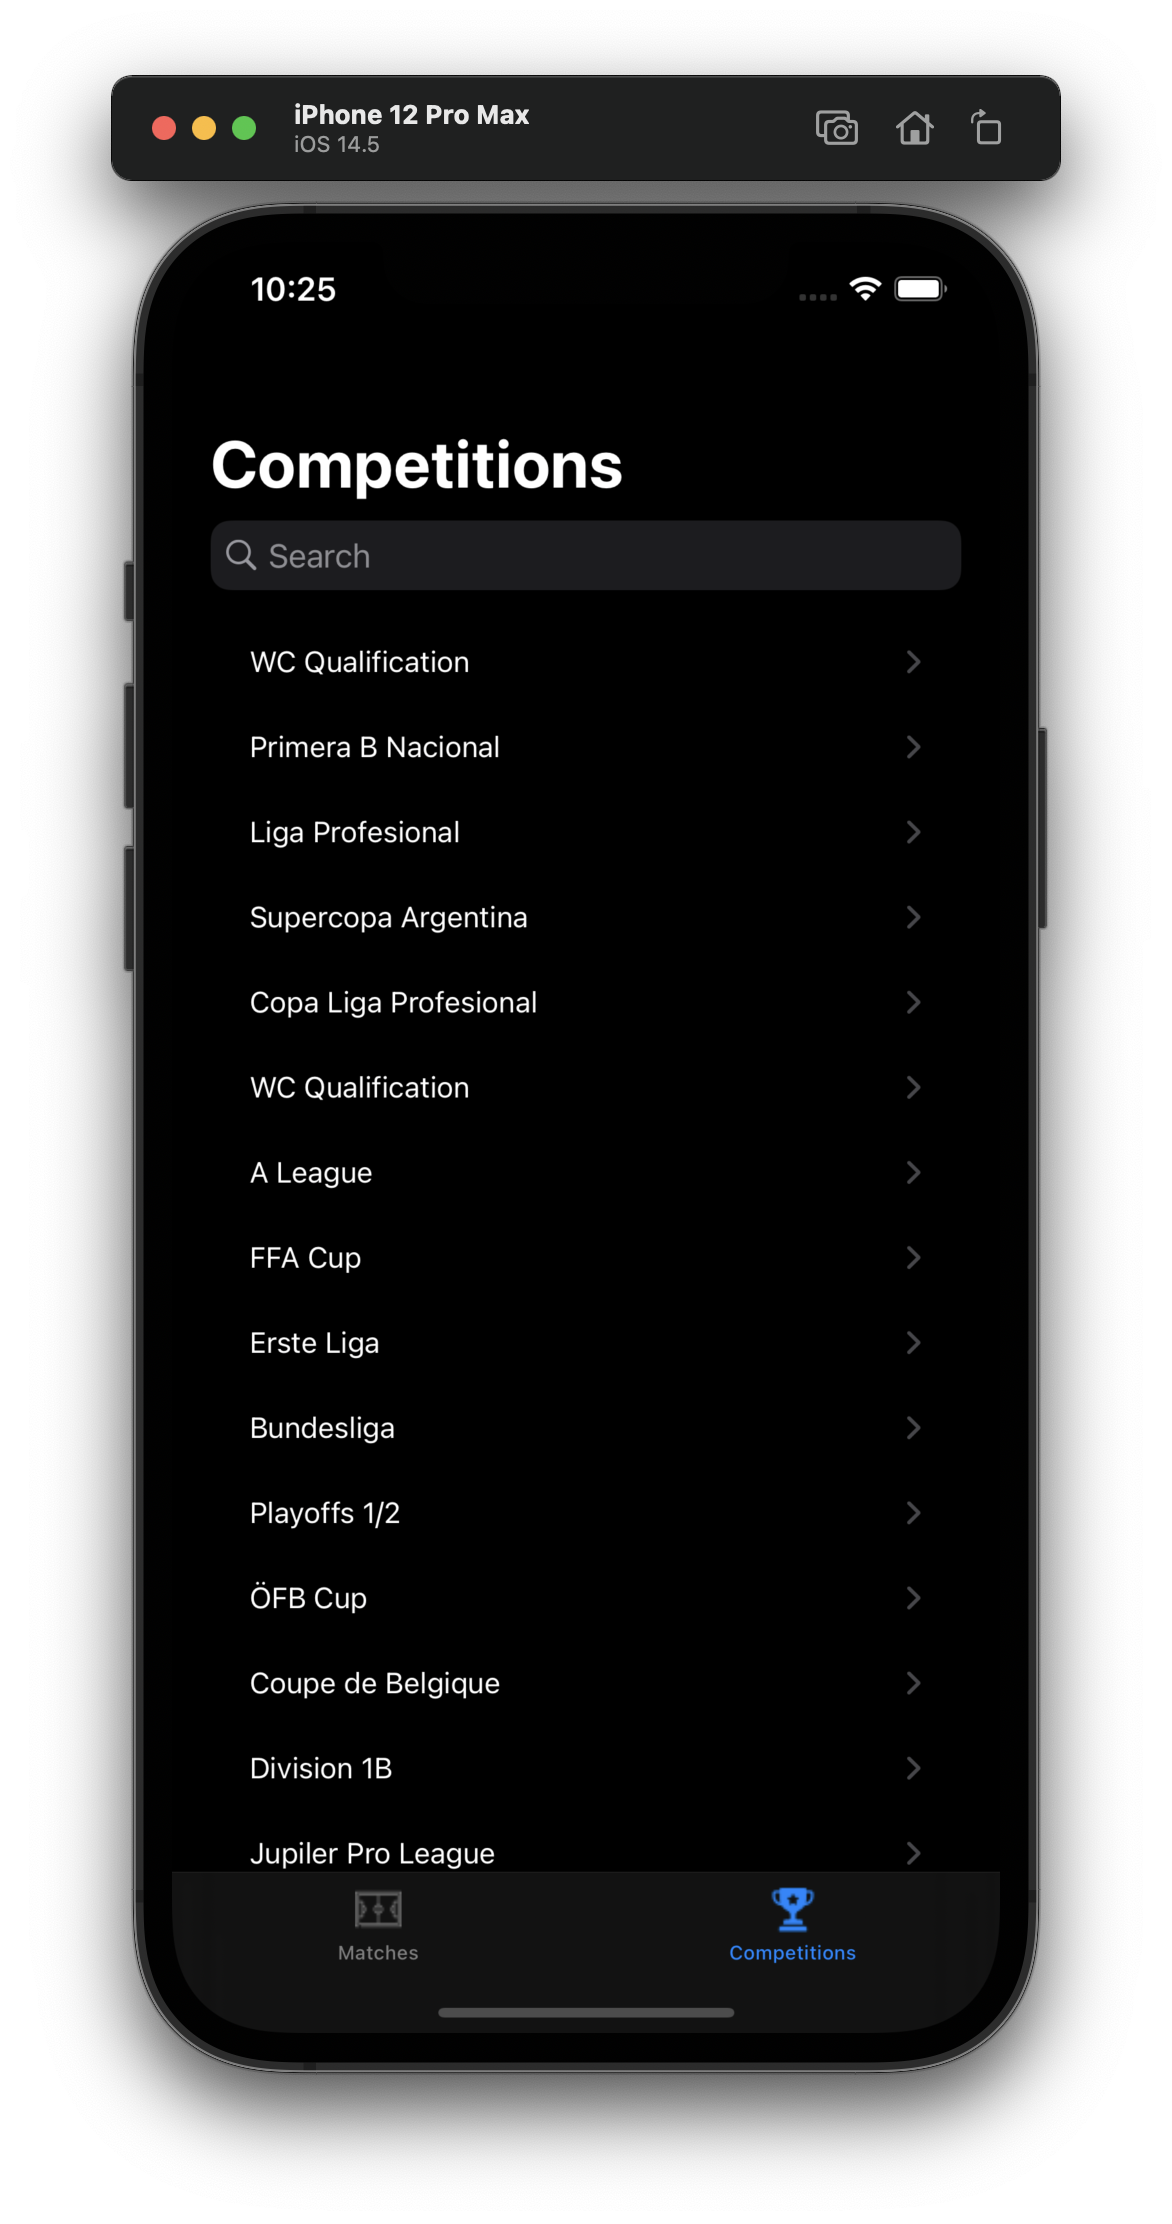 iPhone 12 Pro Max
iOS 14.5
10:25
Competitions
Search
WC Qualification
Primera B Nacional
Liga Profesional
Supercopa Argentina
Copa Liga Profesional
WC Qualification
A League
FFA Cup
Erste Liga
Bundesliga
Playoffs 1/2
ÖFB Cup
Coupe de Belgique
Division 1B
Jupiler Pro League
Matches
Competitions